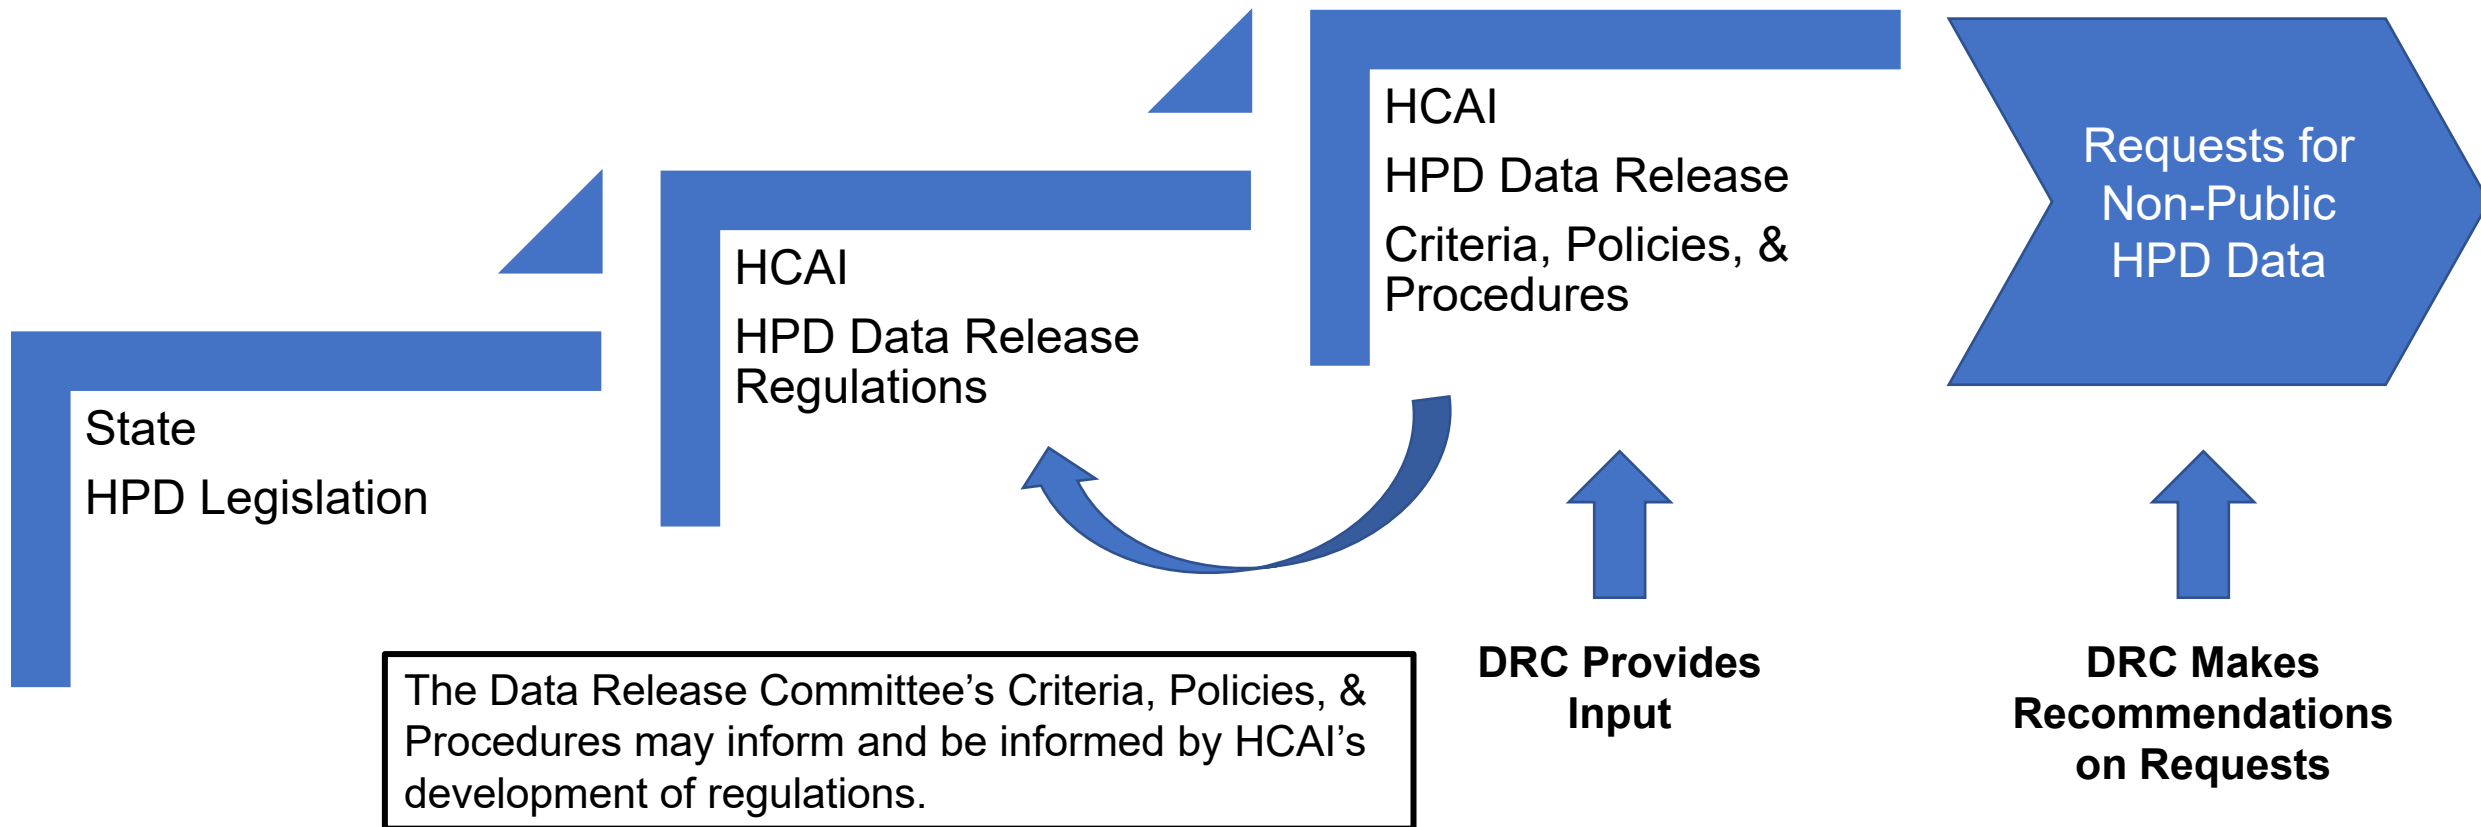 State
HPD Legislation
HCAI
HPD Data Release
Regulations
HCAI
HPD Data Release
Criteria, Policies, &
Procedures
Requests for
Non-Public
HPD Data
The Data Release Committee’s Criteria, Policies, &
Procedures may inform and be informed by HCAI’s
development of regulations.
DRC Provides
Input
DRC Makes
Recommendations
on Requests